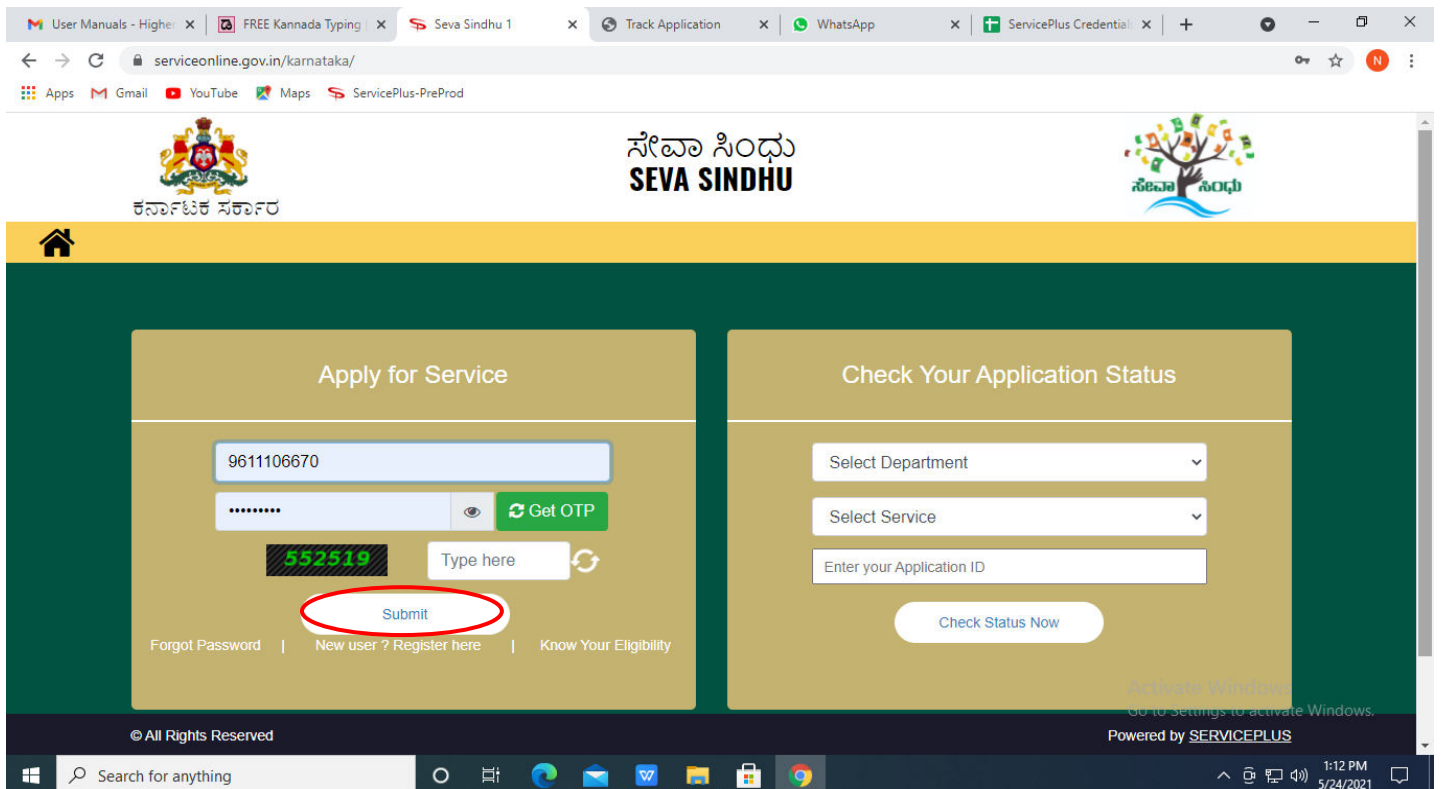 User Manuals - Higher
FREE Kannada Typing
Seva Sindhu 1
Track Application
WhatsApp
ServicePlus Credential
serviceonline.gov.in/karnataka/
N
Apps
Gmail
YouTube
Maps
ServicePlus-PreProd
ಕರ್ನಾಟಕ ಸರ್ಕಾರ
ಸೇವಾ ಸಿಂಧು
SEVA SINDHU
ಸೇವಾ ಸಿಂಧು
Apply for Service
9611106670
Get OTP
552519
Type here
Submit
Forgot Password | New user ? Register here | Know Your Eligibility
Check Your Application Status
Select Department
Select Service
Enter your Application ID
Check Status Now
Activate Windows
Go to Settings to activate Windows.
© All Rights Reserved
Powered by SERVICEPLUS
Search for anything
1:12 PM
5/24/2021